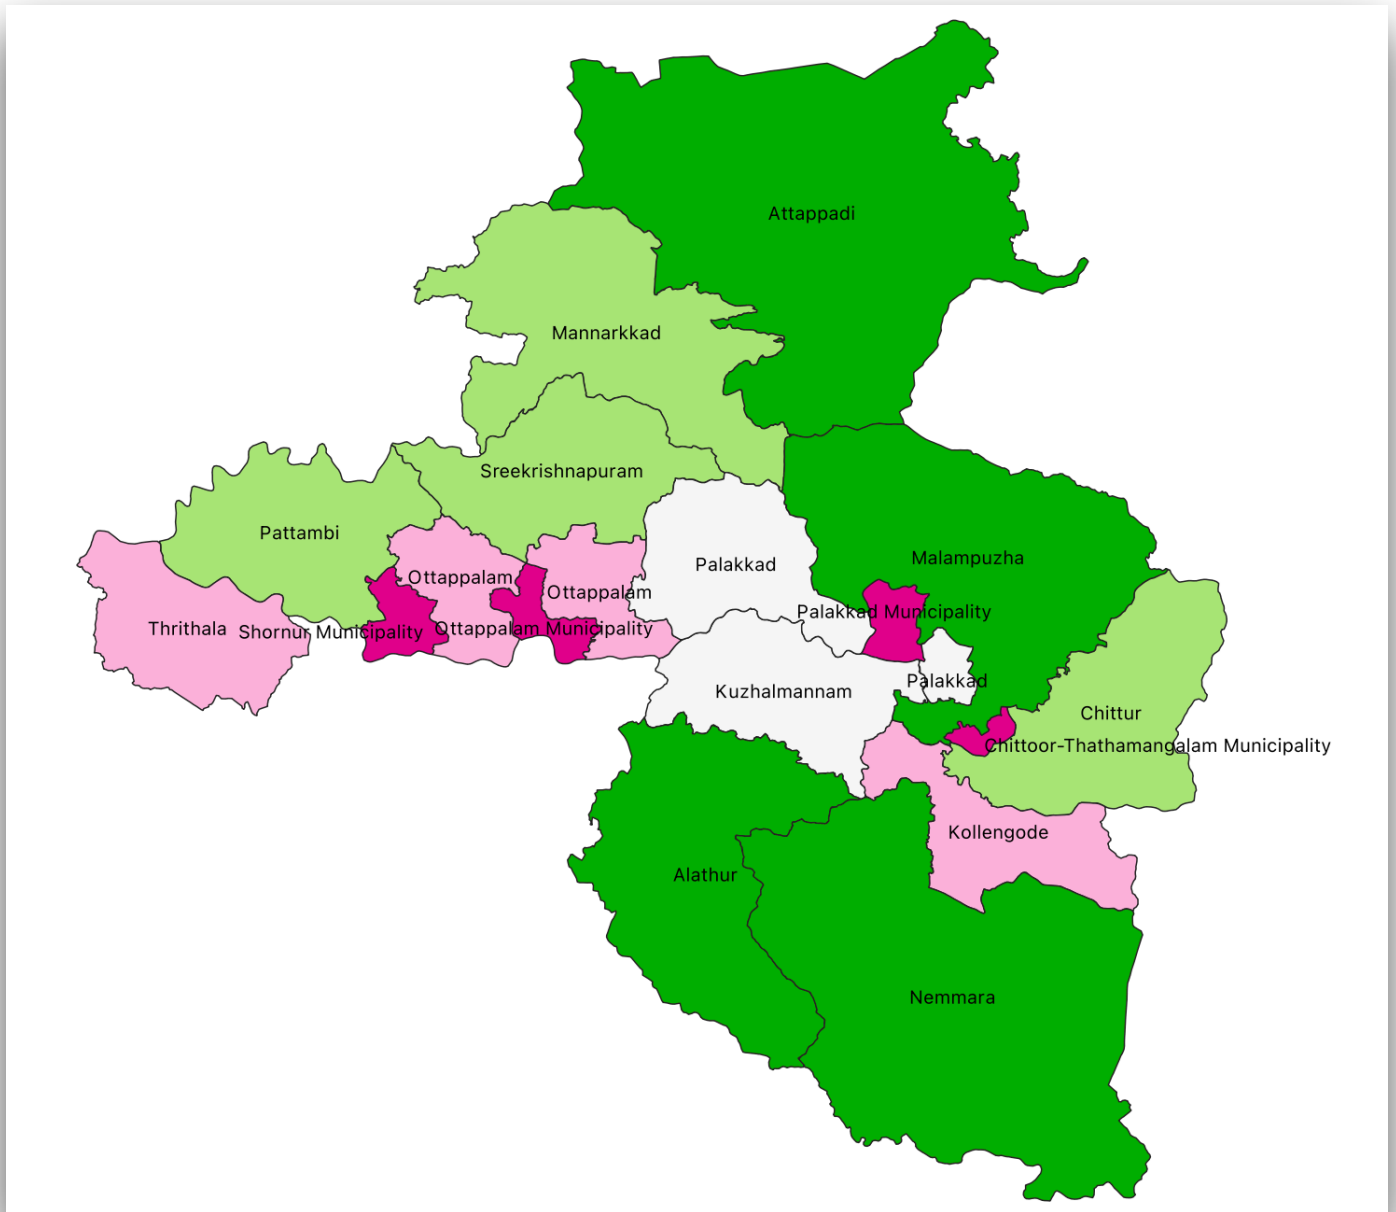 Attappadi
Mannarkkad
Sreekrishnapuram
Pattambi
Palakkad
Malampuzha
Ottappalam
Ottappalam
Palakkad Municipality
Thrithala
Shornur Municipality
Ottappalam Municipality
Palakkad
Kuzhalmannam
Chittur
Chittoor-Thathamangalam Municipality
Kollengode
Alathur
Nemmara